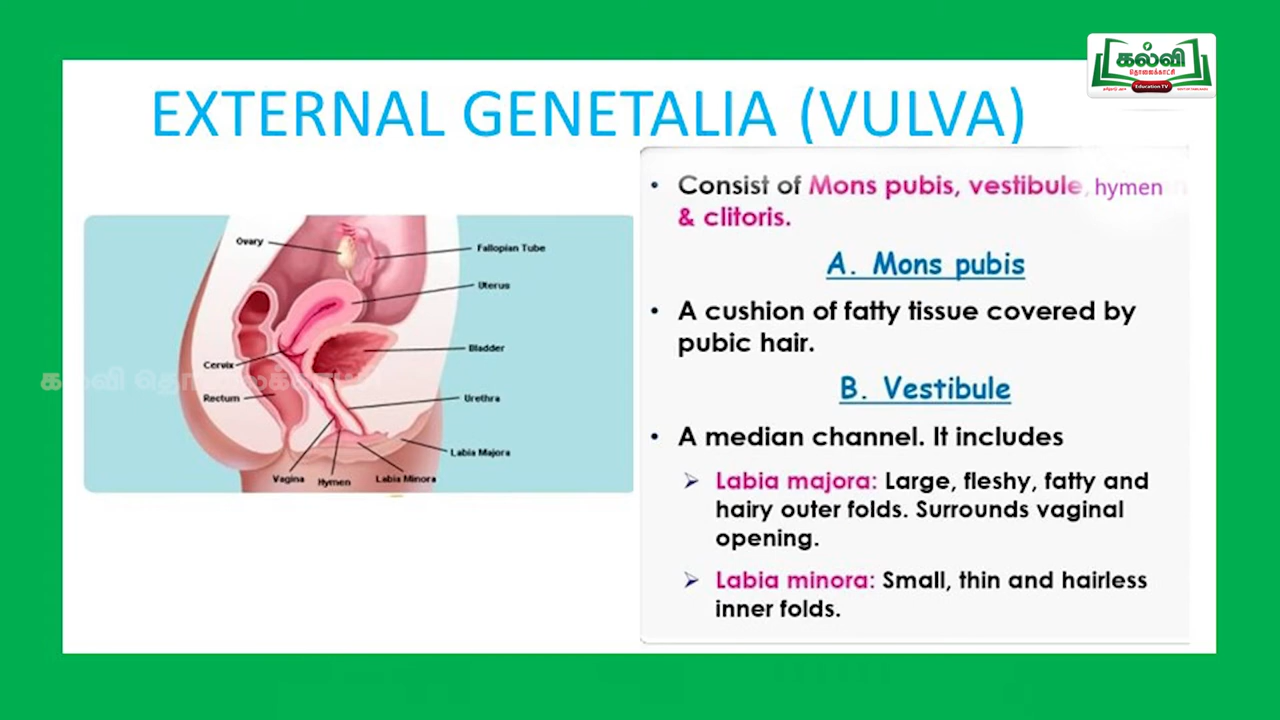 கல்வி
தொலைக்காட்சி
Education TV
EXTERNAL GENETALIA (VULVA)
• Consist of Mons pubis, vestibule, hymen
& clitoris.
A. Mons pubis
• A cushion of fatty tissue covered by
pubic hair.
B. Vestibule
• A median channel. It includes
➢ Labia majora: Large, fleshy, fatty and
hairy outer folds. Surrounds vaginal
opening.
➢ Labia minora: Small, thin and hairless
inner folds.
Ovary
Fallopian Tube
Uterus
Bladder
Cervix
Rectum
Urethra
Labia Majora
Vagina
Hymen
Labia Minora
கல்வி தொலைக்காட்சி